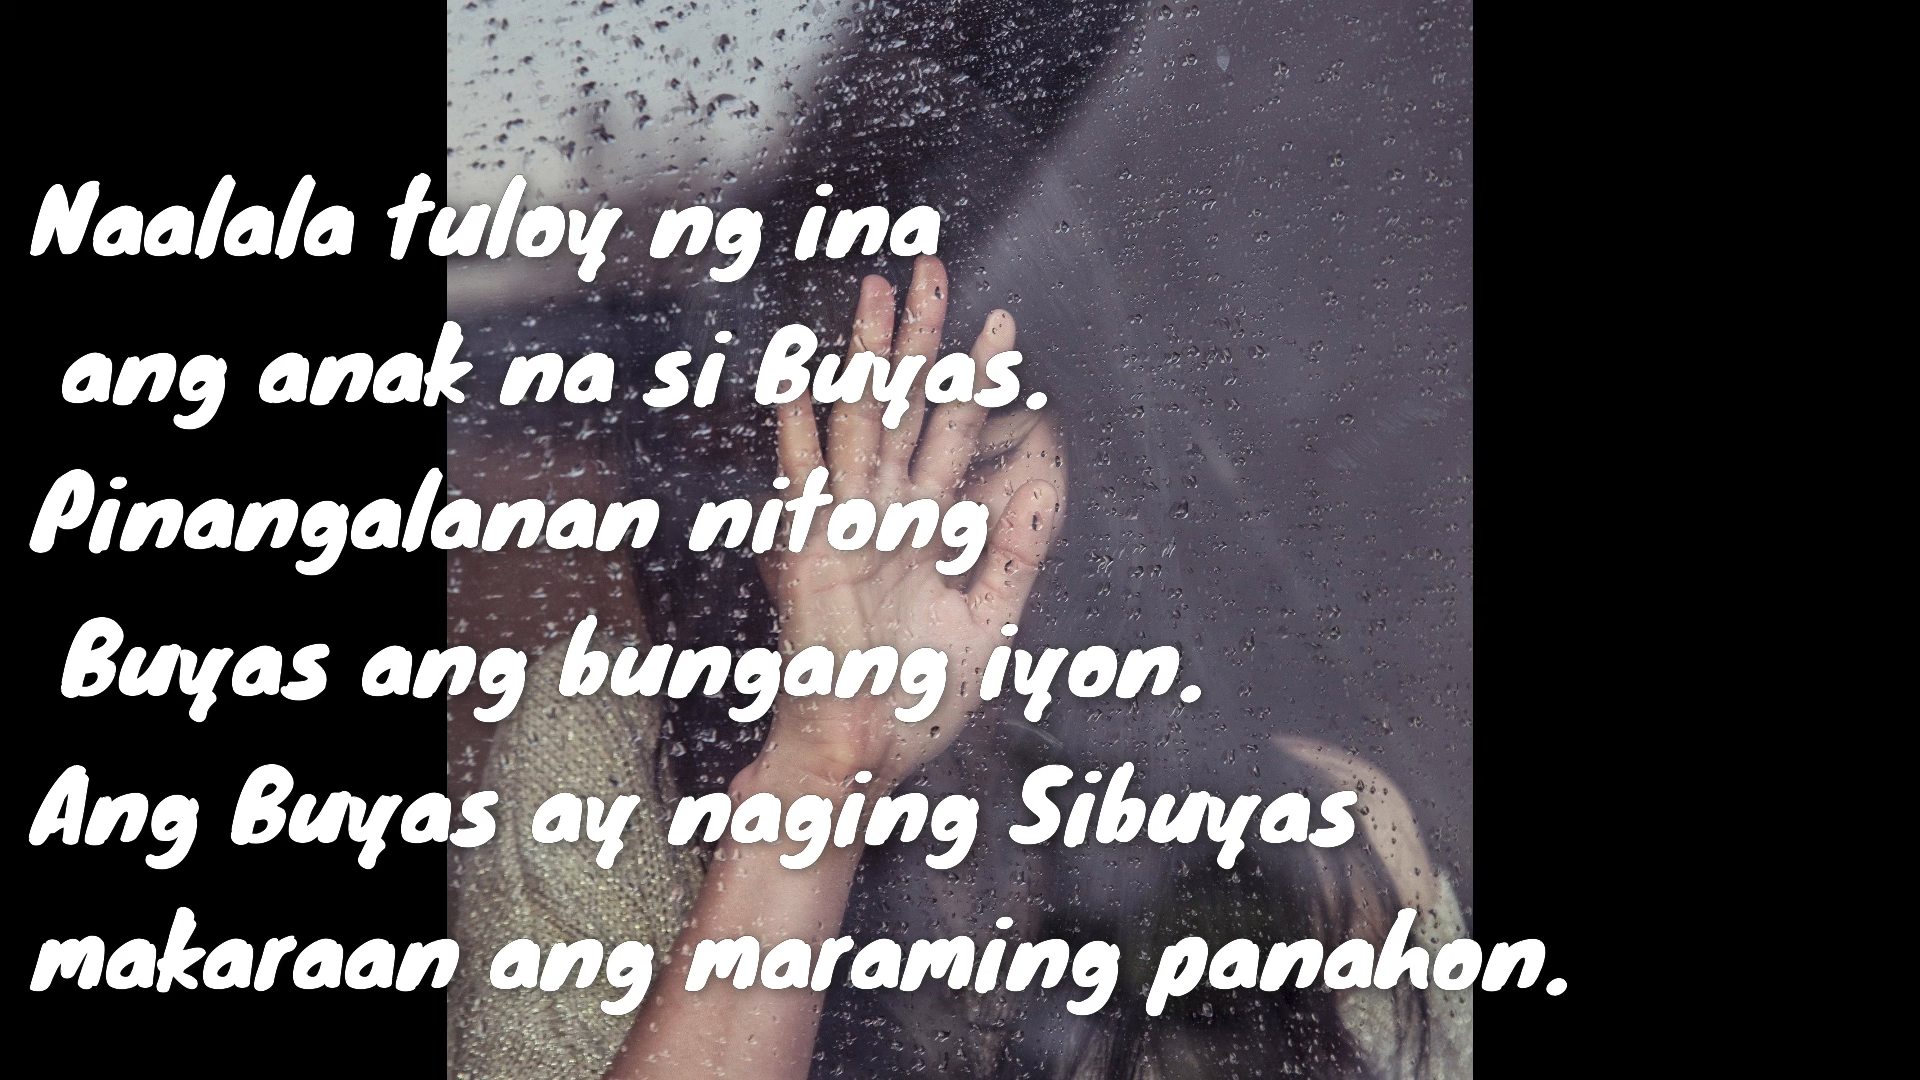 Naalala tuloy ng ina
ang anak na si Buyas.
Pinangalanan nitong
Buyas ang bungang iyon.
Ang Buyas ay naging Sibuyas
makaraan ang maraming panahon.